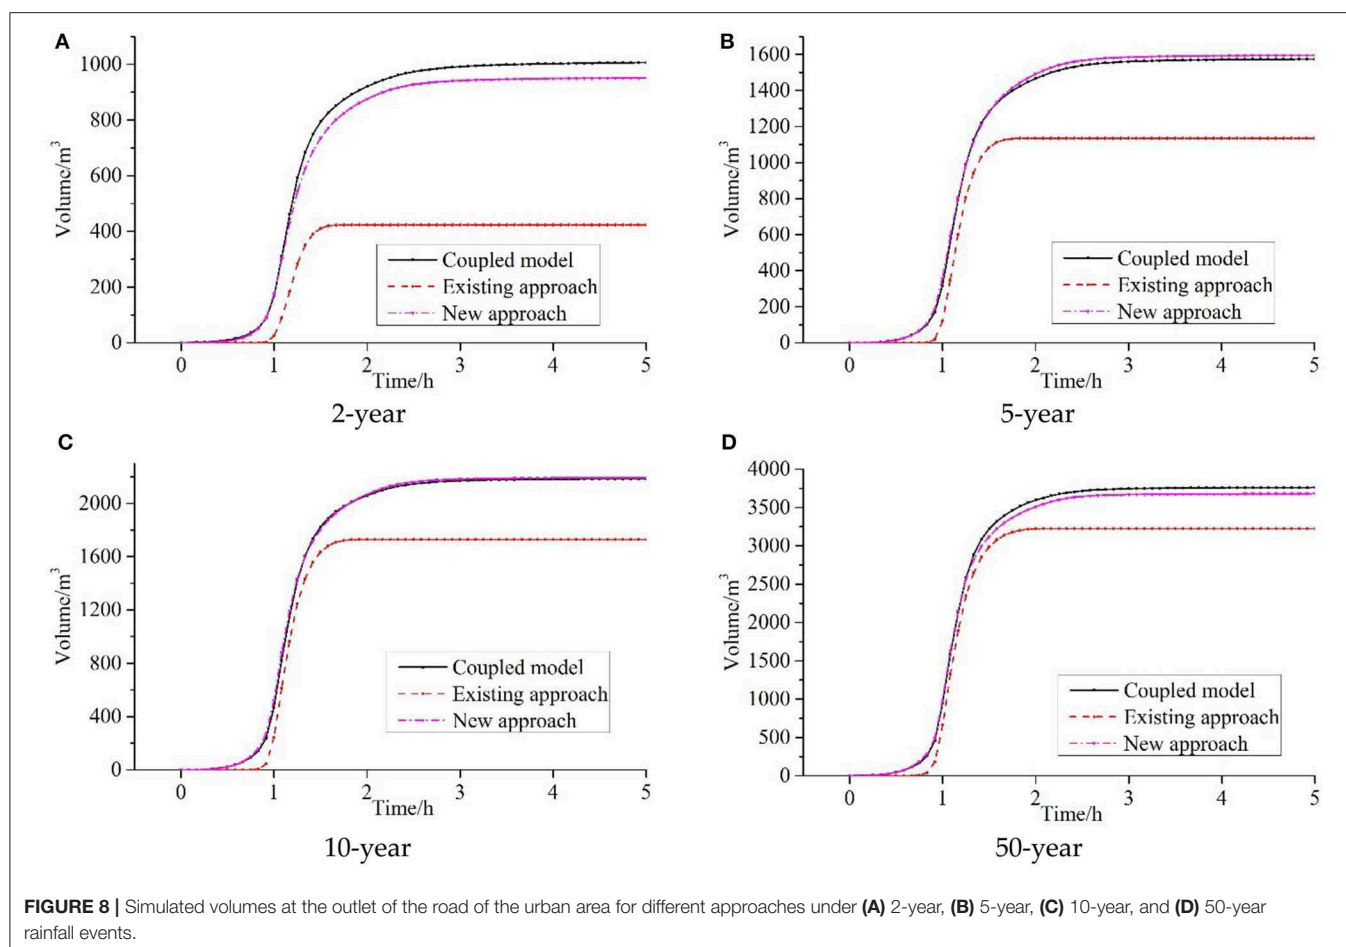 A
1000
800
600
400
200
0
Volume/m³
Coupled model
Existing approach
New approach
0 1 2 3 4 5
Time/h
2-year
B
1600
1400
1200
1000
800
600
400
200
0
Volume/m³
Coupled model
Existing approach
New approach
0 1 2 3 4 5
Time/h
5-year
C
2000
1600
1200
800
400
0
Volume/m³
Coupled model
Existing approach
New approach
0 1 2 3 4 5
Time/h
10-year
D
4000
3500
3000
2500
2000
1500
1000
500
0
Volume/m³
Coupled model
Existing approach
New approach
0 1 2 3 4 5
Time/h
50-year
FIGURE 8 | Simulated volumes at the outlet of the road of the urban area for different approaches under (A) 2-year, (B) 5-year, (C) 10-year, and (D) 50-year
rainfall events.